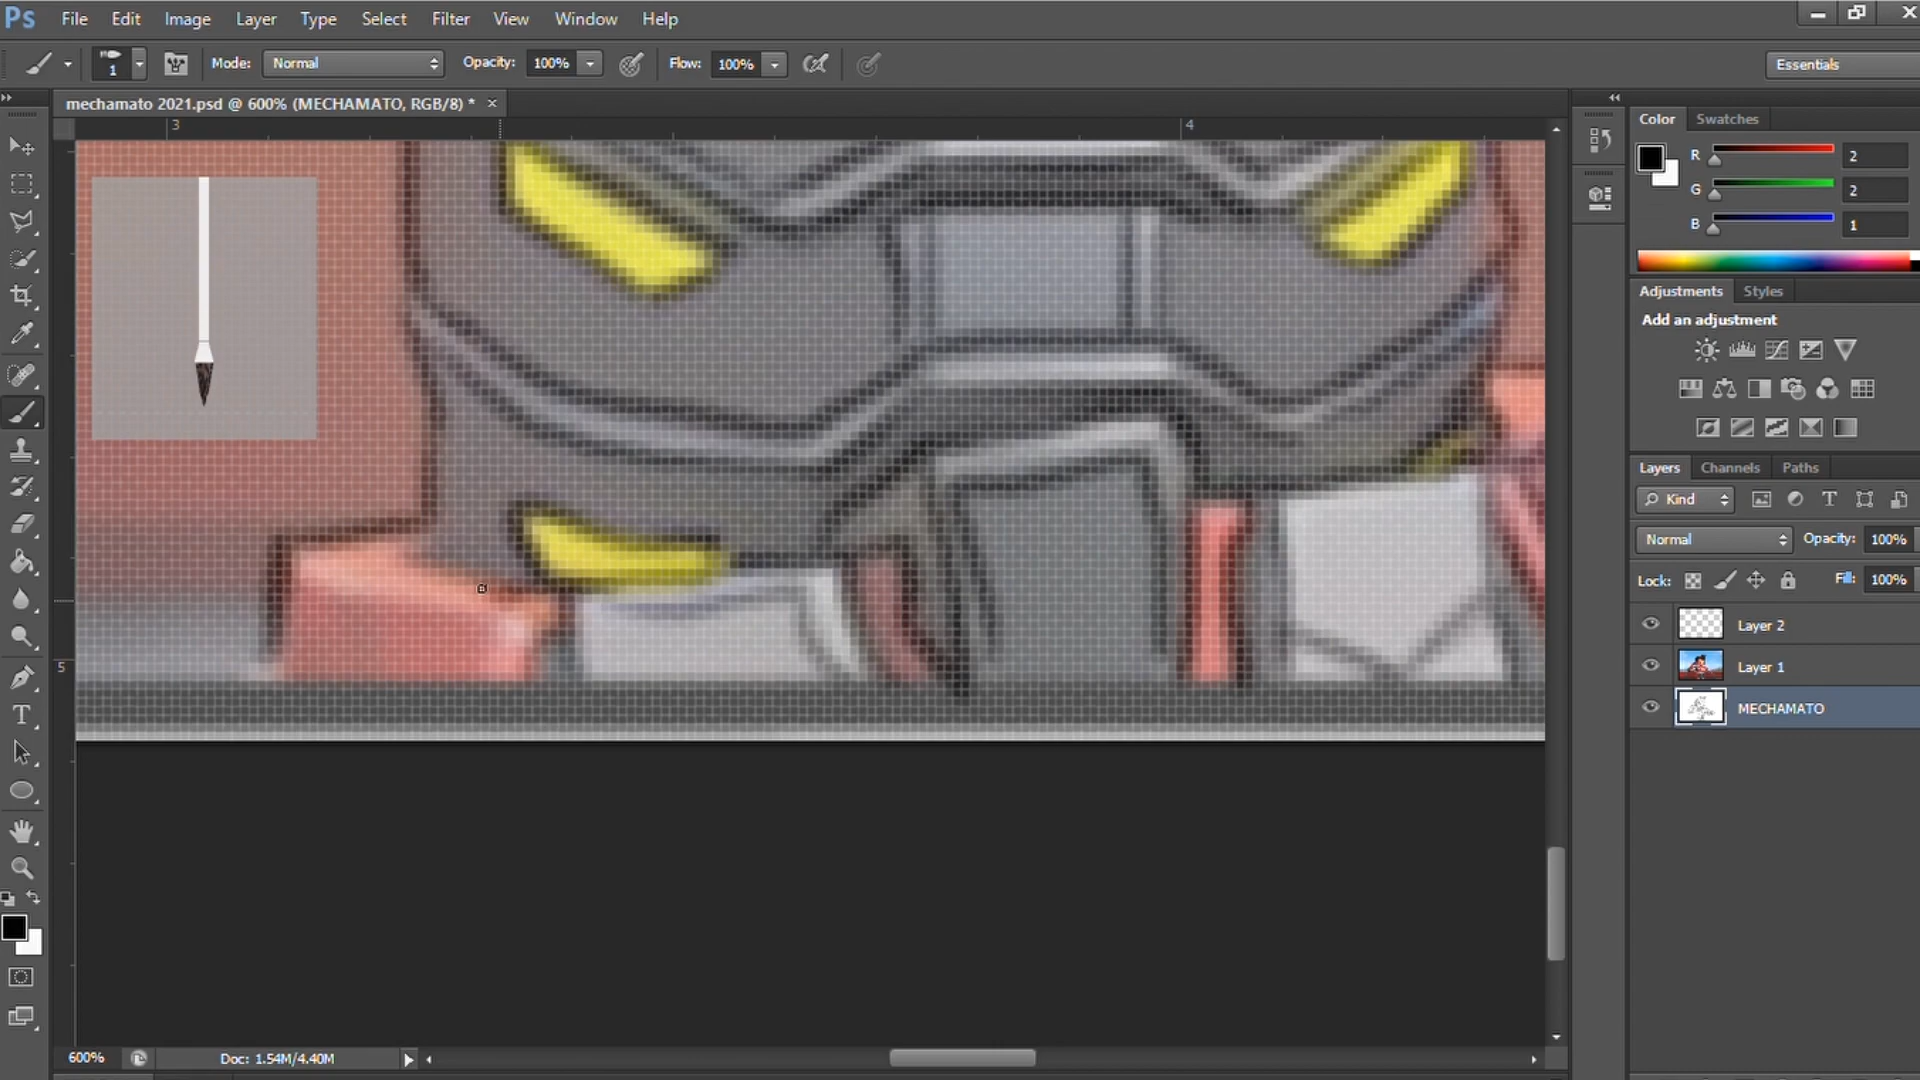 Ps File Edit Image Layer Type Select Filter View Window Help
1 Mode: Normal Opacity: 100% Flow: 100% Essentials
mechamato 2021.psd @ 600% (MECHAMATO, RGB/8) * ×
3 4
5
Color Swatches
R 2
G 2
B 1
Adjustments Styles
Add an adjustment
Layers Channels Paths
Kind
Normal Opacity: 100%
Lock: Fill: 100%
Layer 2
Layer 1
MECHAMATO
600% Doc: 1.54M/4.40M